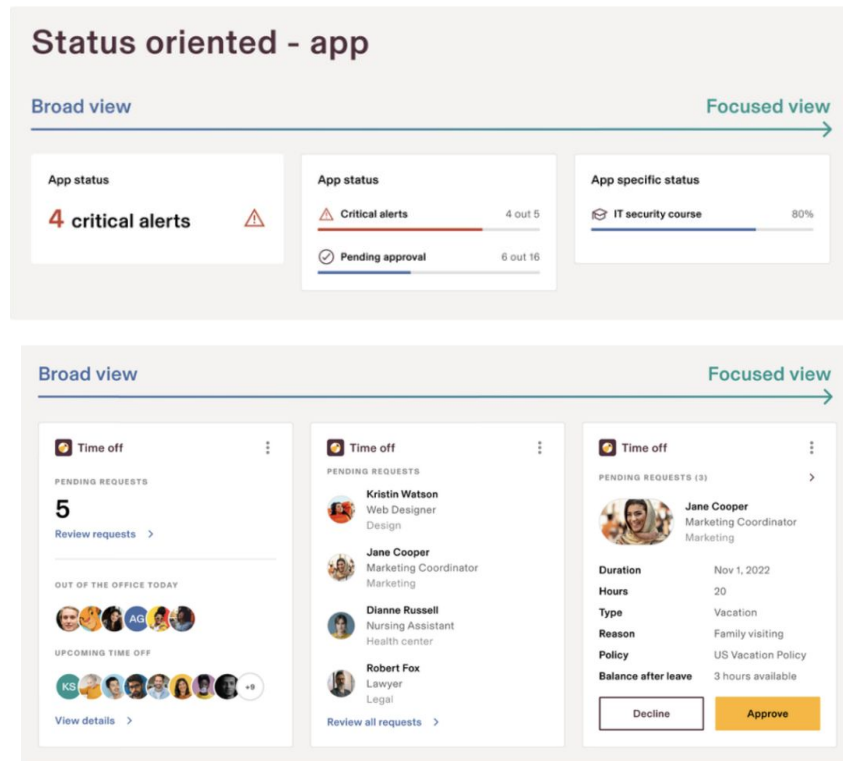 Status oriented - app
Broad view
Focused view
App status
4 critical alerts
App status
Critical alerts 4 out 5
Pending approval 6 out 16
App specific status
IT security course 80%
Broad view
Focused view
Time off
PENDING REQUESTS
5
Review requests
OUT OF THE OFFICE TODAY
AG
UPCOMING TIME OFF
KS
+9
View details
Time off
PENDING REQUESTS
Kristin Watson
Web Designer
Design
Jane Cooper
Marketing Coordinator
Marketing
Dianne Russell
Nursing Assistant
Health center
Robert Fox
Lawyer
Legal
Review all requests
Time off
PENDING REQUESTS (3)
Jane Cooper
Marketing Coordinator
Marketing
Duration Nov 1, 2022
Hours 20
Type Vacation
Reason Family visiting
Policy US Vacation Policy
Balance after leave 3 hours available
Decline
Approve